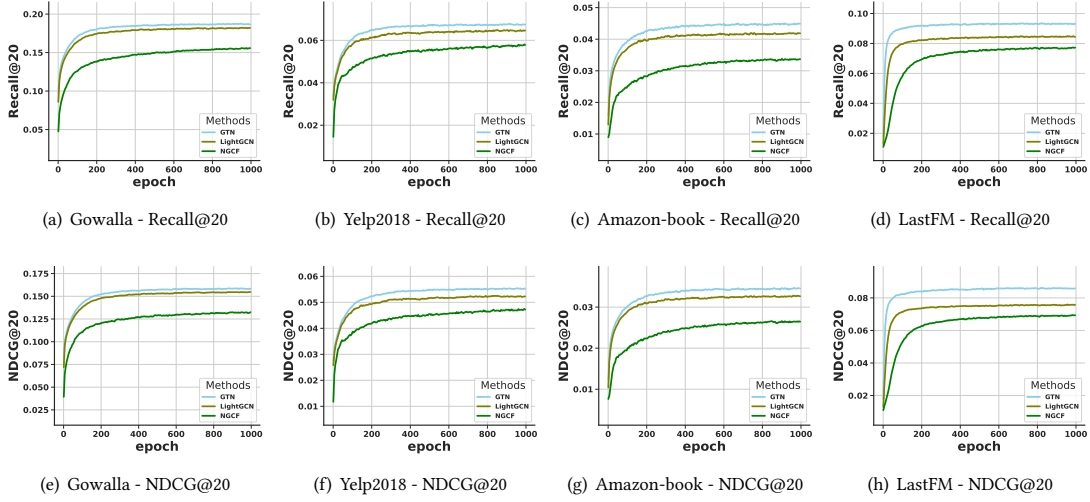 Recall@20
0.20
0.15
0.10
0.05
0 200 400 600 800 1000
epoch
Methods
GTN
LightGCN
NGCF
(a) Gowalla - Recall@20
Recall@20
0.06
0.04
0.02
0 200 400 600 800 1000
epoch
Methods
GTN
LightGCN
NGCF
(b) Yelp2018 - Recall@20
Recall@20
0.05
0.04
0.03
0.02
0.01
0 200 400 600 800 1000
epoch
Methods
GTN
LightGCN
NGCF
(c) Amazon-book - Recall@20
Recall@20
0.10
0.08
0.06
0.04
0.02
0 200 400 600 800 1000
epoch
Methods
GTN
LightGCN
NGCF
(d) LastFM - Recall@20
NDCG@20
0.175
0.150
0.125
0.100
0.075
0.050
0.025
0 200 400 600 800 1000
epoch
Methods
GTN
LightGCN
NGCF
(e) Gowalla - NDCG@20
NDCG@20
0.06
0.05
0.04
0.03
0.02
0.01
0 200 400 600 800 1000
epoch
Methods
GTN
LightGCN
NGCF
(f) Yelp2018 - NDCG@20
NDCG@20
0.03
0.02
0.01
0 200 400 600 800 1000
epoch
Methods
GTN
LightGCN
NGCF
(g) Amazon-book - NDCG@20
NDCG@20
0.08
0.06
0.04
0.02
0 200 400 600 800 1000
epoch
Methods
GTN
LightGCN
NGCF
(h) LastFM - NDCG@20